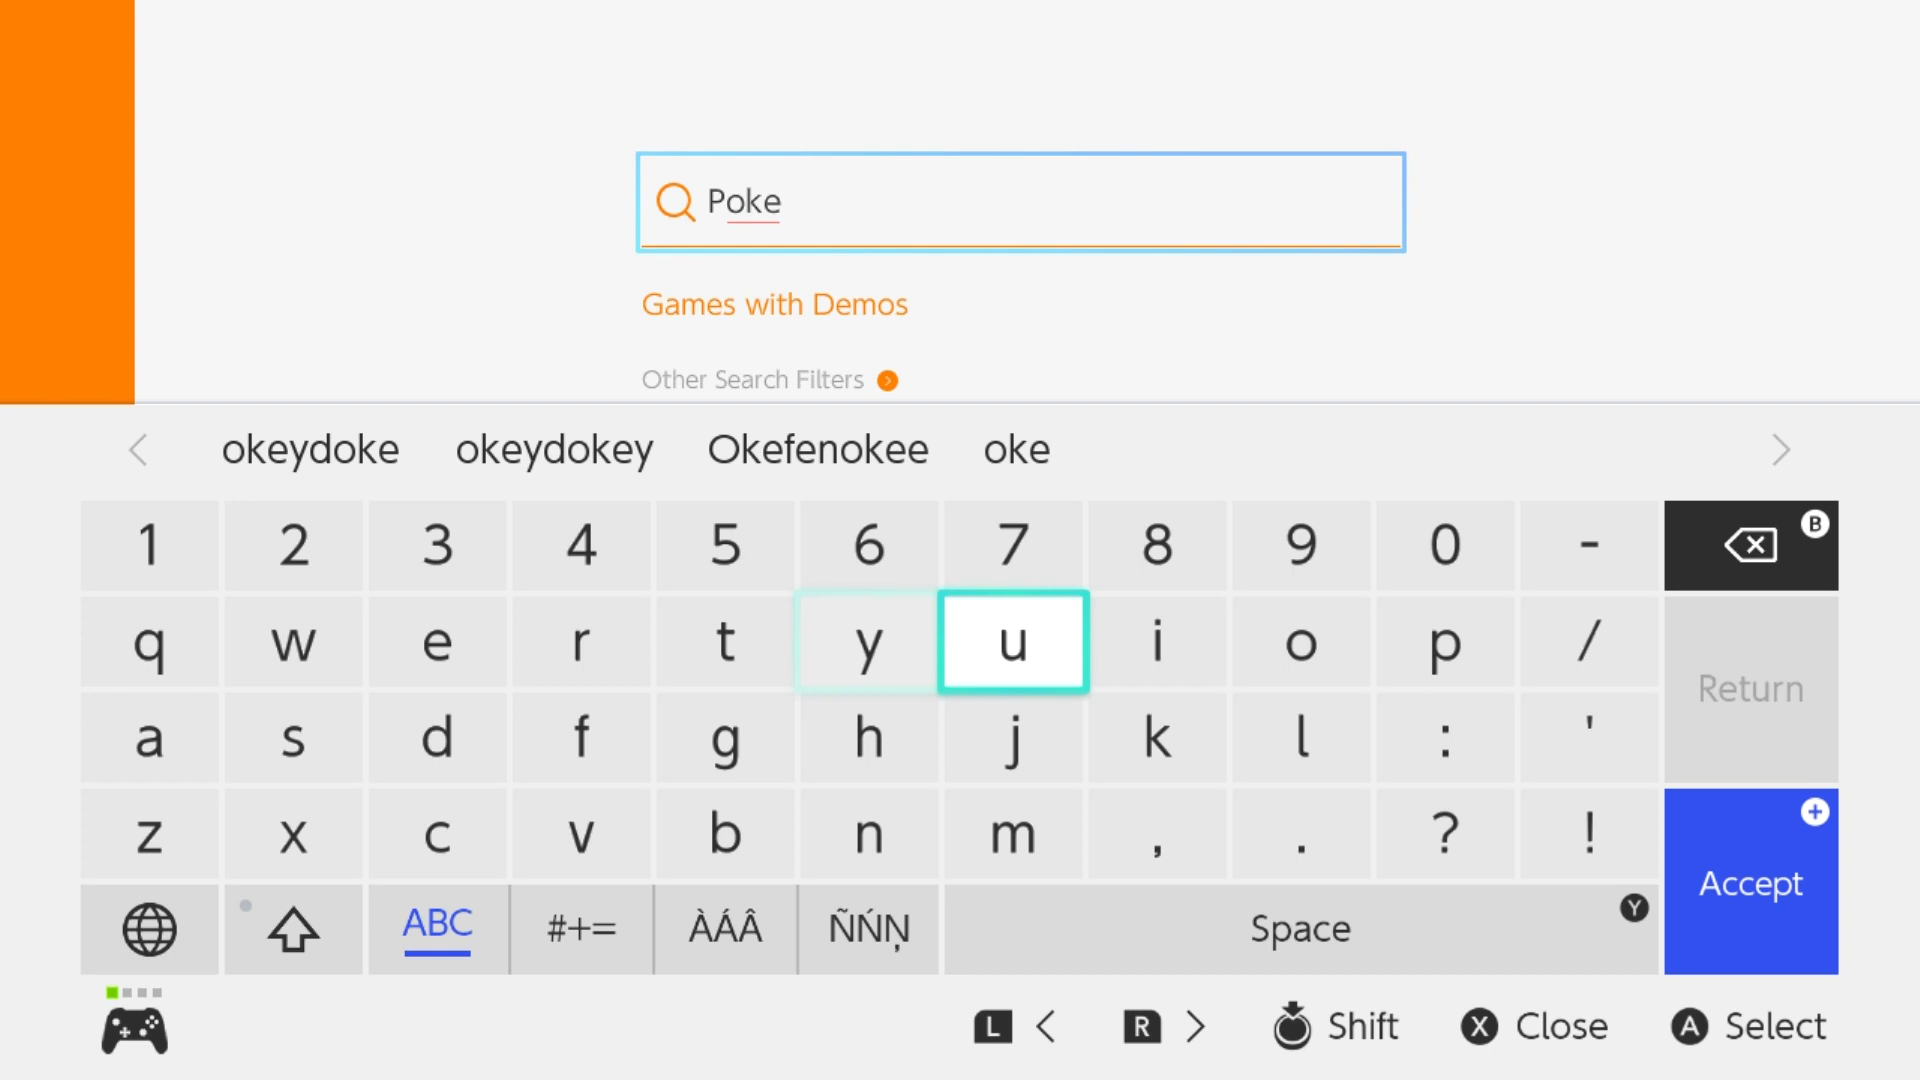 Poke
Games with Demos
Other Search Filters
okeydoke okeydokey Okefenokee oke
1 2 3 4 5 6 7 8 9 0 - B
q w e r t y u i o p /
Return
a s d f g h j k l : '
z x c v b n m , . ? ! +
Accept
ABC #+= ÀÁÂ ÑŃŅ Space Y
L < R > Shift X Close A Select